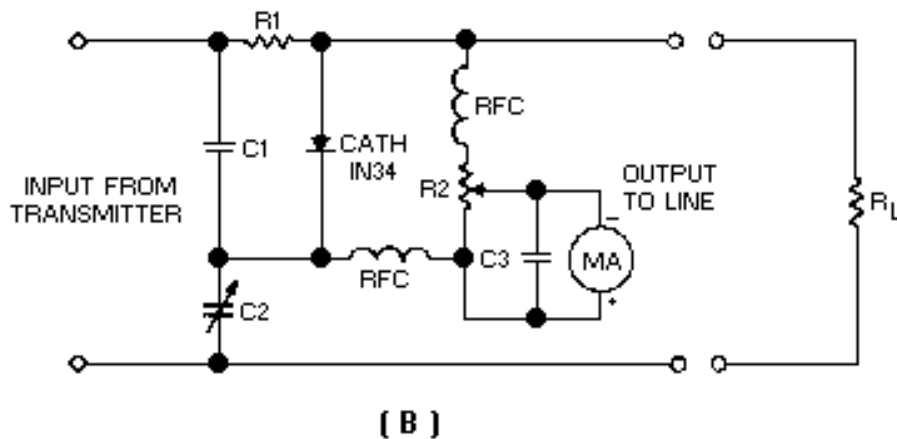 R1
RFC
C1
CATH
IN34
INPUT FROM
TRANSMITTER
R2
OUTPUT
TO LINE
RL
C3
MA
−
+
RFC
C2
( B )